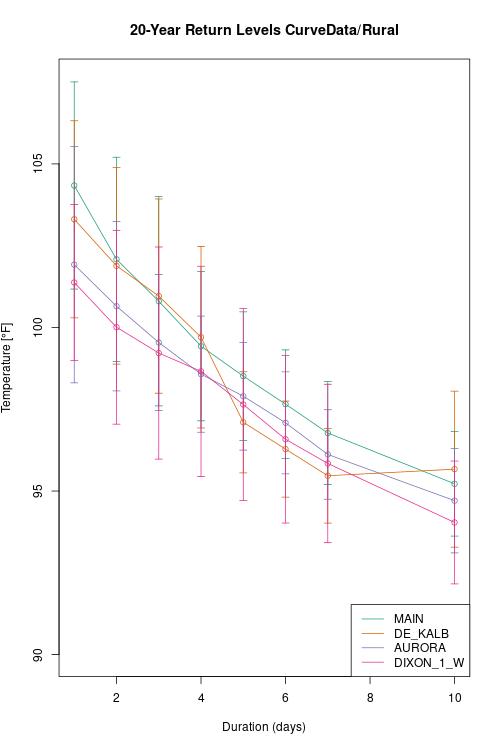 20-Year Return Levels CurveData/Rural
Temperature [°F]
105
100
95
90
MAIN
DE_KALB
AURORA
DIXON_1_W
2 4 6 8 10
Duration (days)